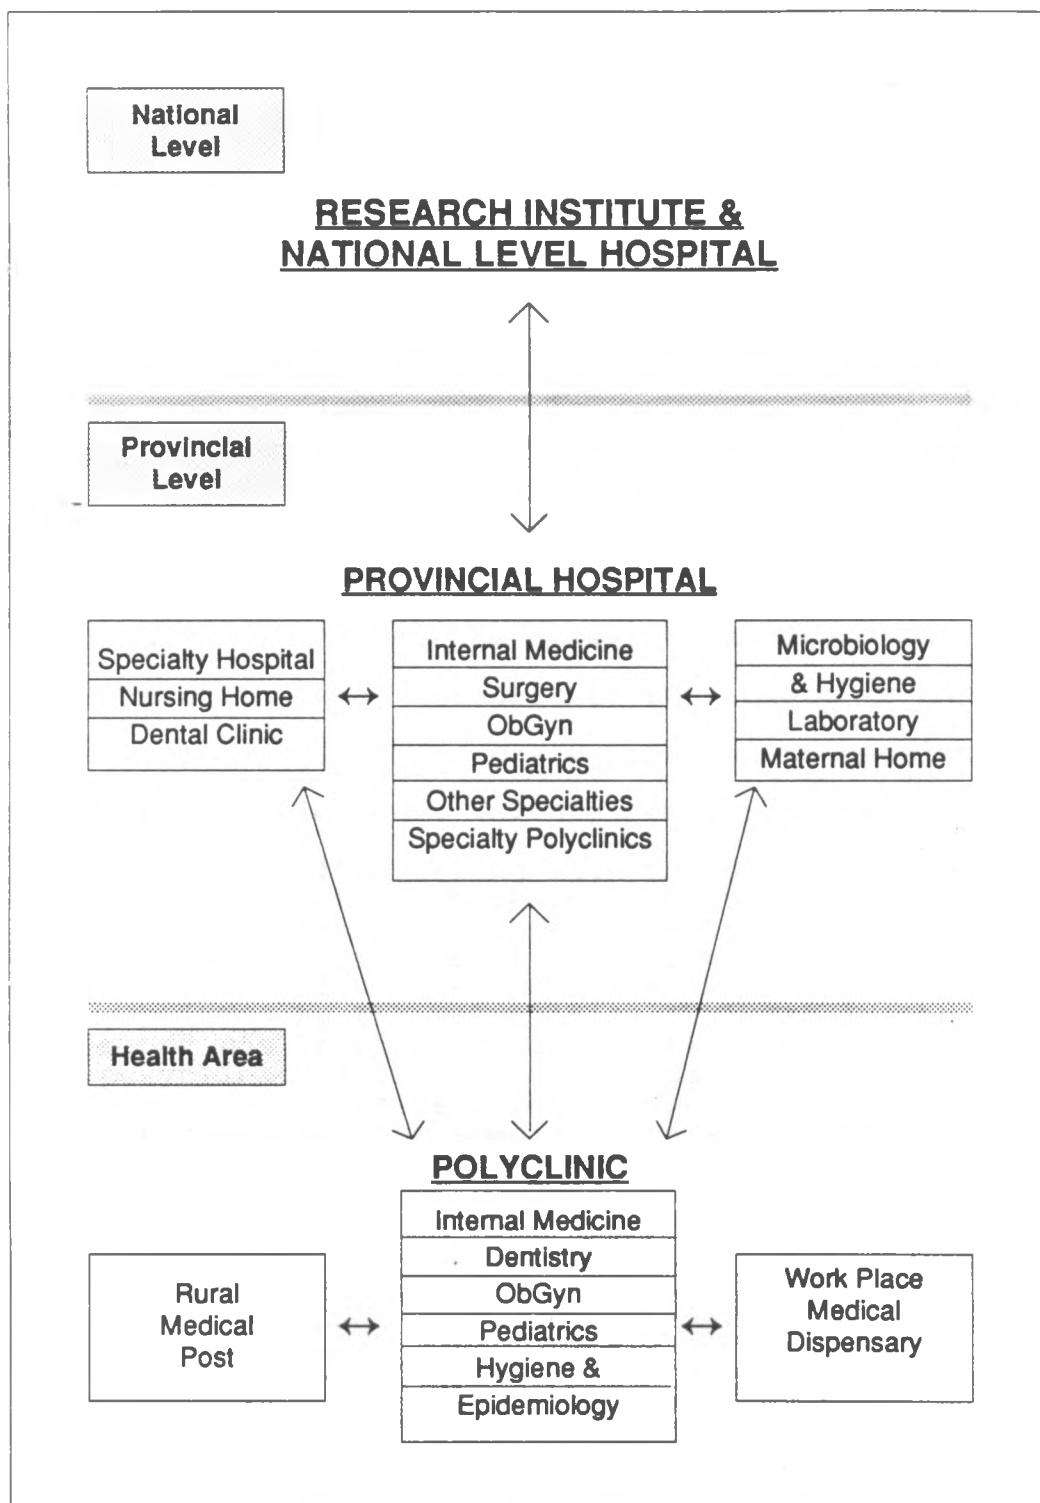 National
Level
RESEARCH INSTITUTE &
NATIONAL LEVEL HOSPITAL
Provincial
Level
PROVINCIAL HOSPITAL
Specialty Hospital
Nursing Home
Dental Clinic
Internal Medicine
Surgery
ObGyn
Pediatrics
Other Specialties
Specialty Polyclinics
Microbiology
& Hygiene
Laboratory
Maternal Home
Health Area
POLYCLINIC
Rural
Medical
Post
Internal Medicine
Dentistry
ObGyn
Pediatrics
Hygiene &
Epidemiology
Work Place
Medical
Dispensary